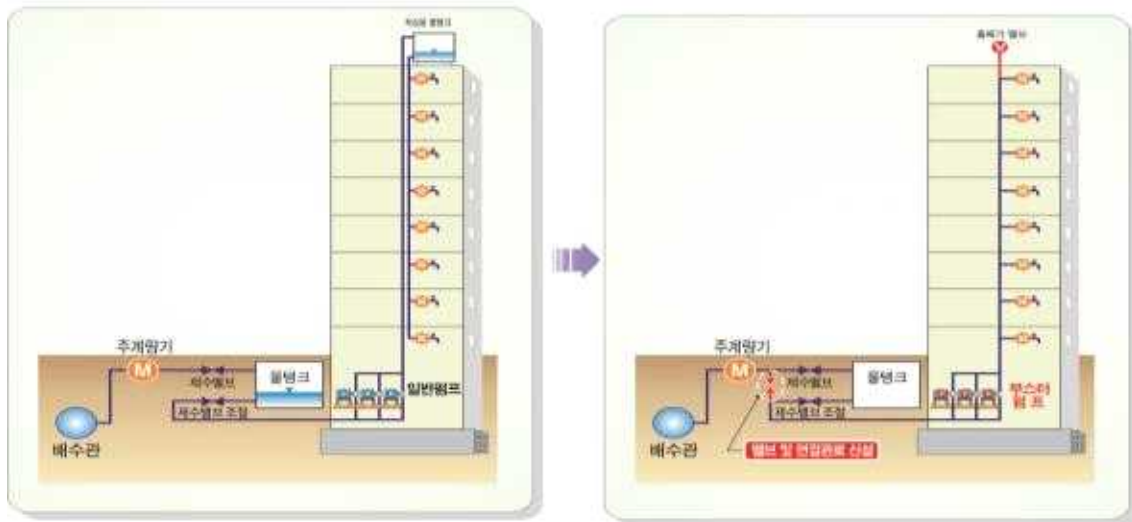 옥상용 물탱크
주계량기
M
제수밸브
물탱크
일반펌프
제수밸브 조절
배수관
흡배기 밸브
주계량기
M
제수밸브
물탱크
부스터
펌 프
제수밸브 조절
배수관
밸브 및 연결관로 신설